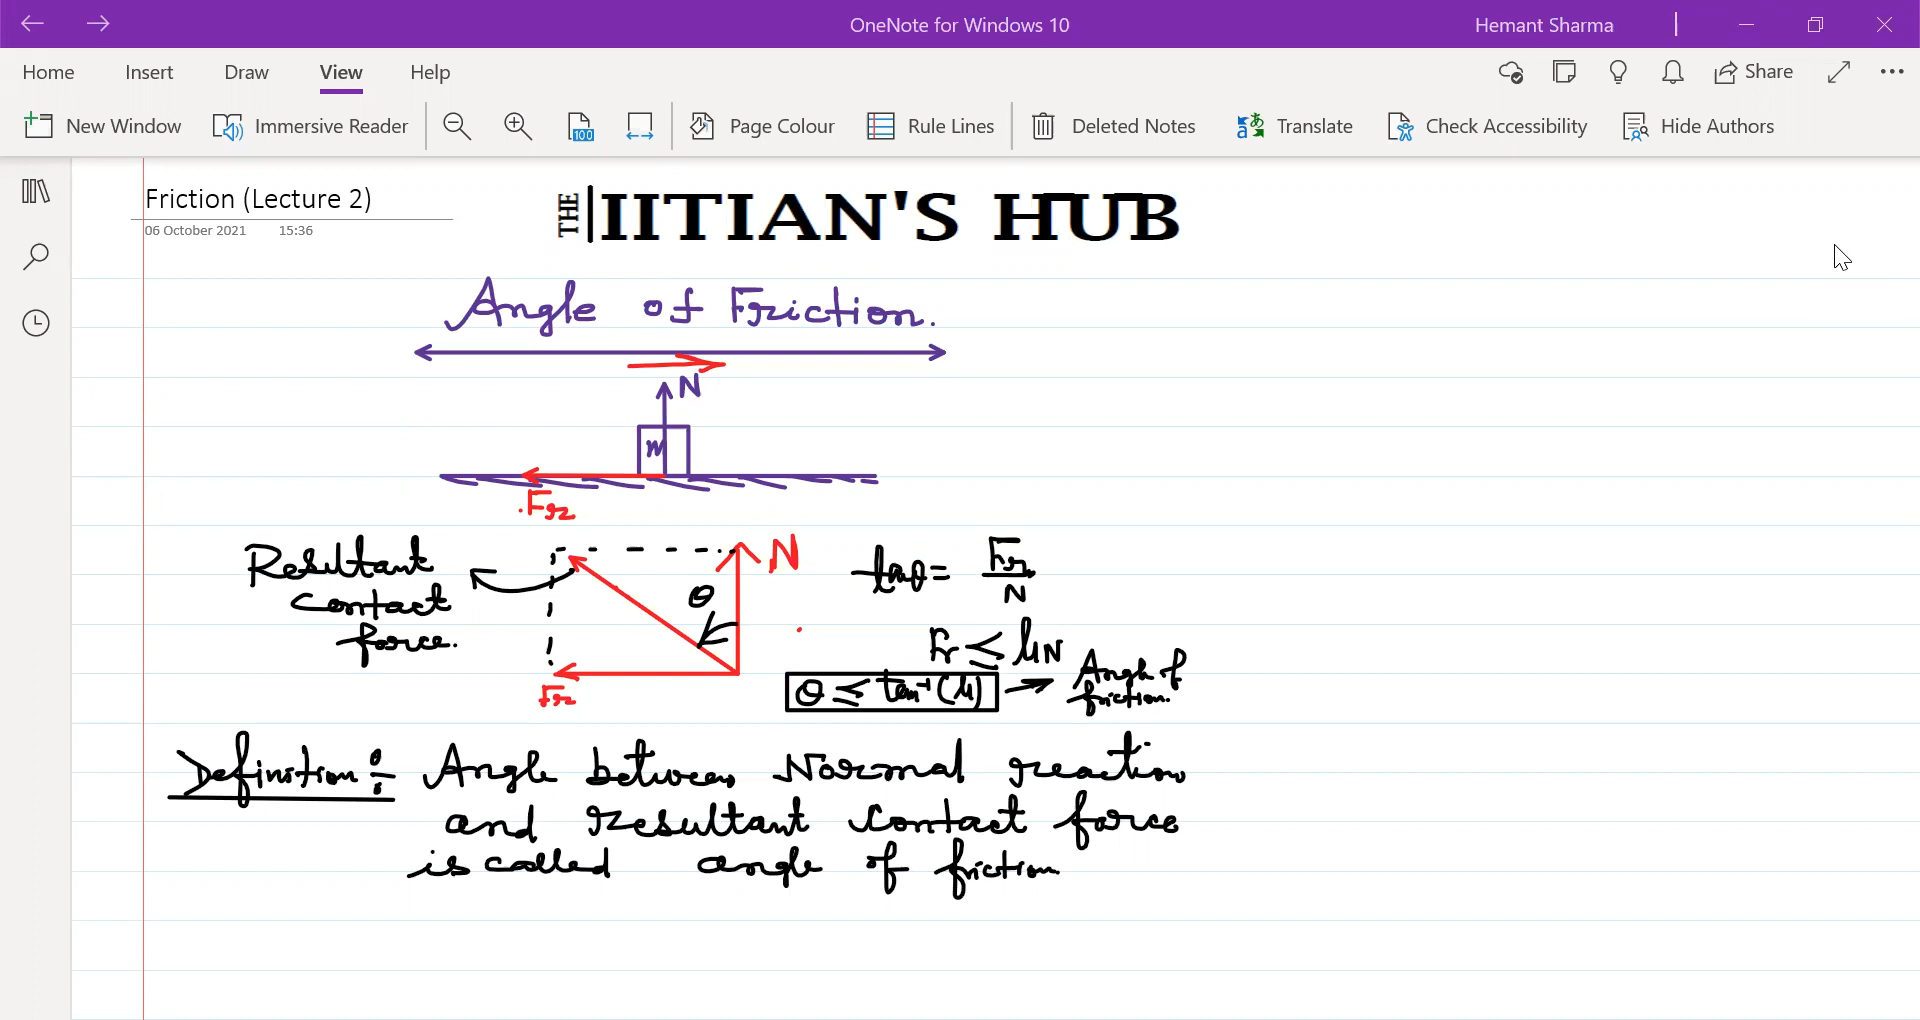 OneNote for Windows 10
Hemant Sharma
Home Insert Draw View Help
Share
New Window Immersive Reader 100 Page Colour Rule Lines Deleted Notes Translate Check Accessibility Hide Authors
Friction (Lecture 2)
06 October 2021 15:36
THE IITIAN'S HUB
Angle of Friction.
N
m
Fr
Resultant
contact
force.
N
θ
Fr
tanθ = Fr/N
Fr ≤ μN
θ ≤ tan⁻¹(μ) → Angle of
friction.
Definition: Angle between Normal reaction
and resultant contact force
is called angle of friction